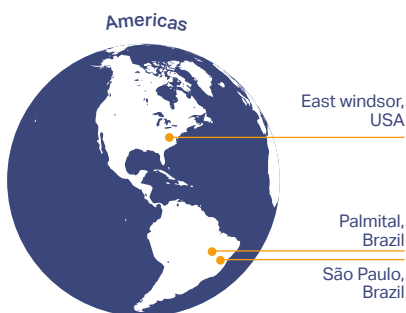 Americas
East windsor,
USA
Palmital,
Brazil
São Paulo,
Brazil